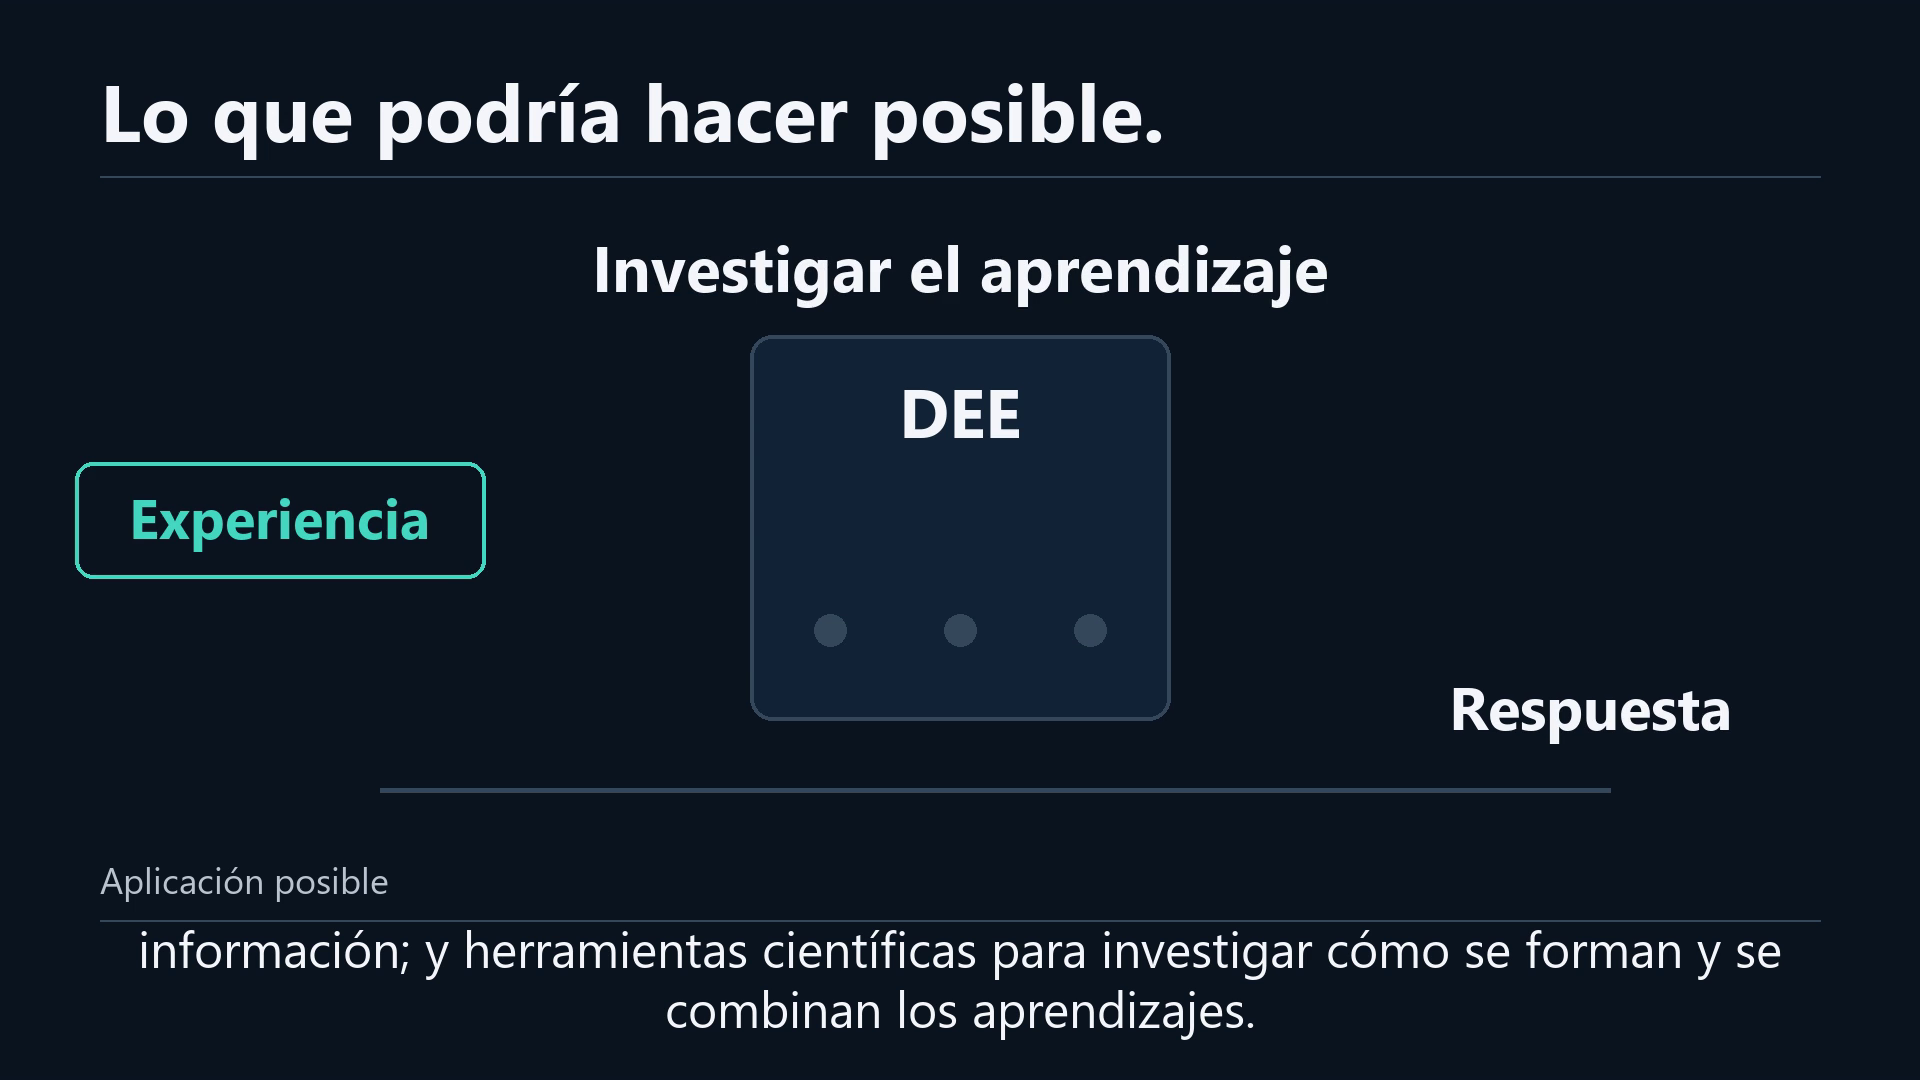 Lo que podría hacer posible.
Investigar el aprendizaje
DEE
Experiencia
Respuesta
Aplicación posible
información; y herramientas científicas para investigar cómo se forman y se
combinan los aprendizajes.